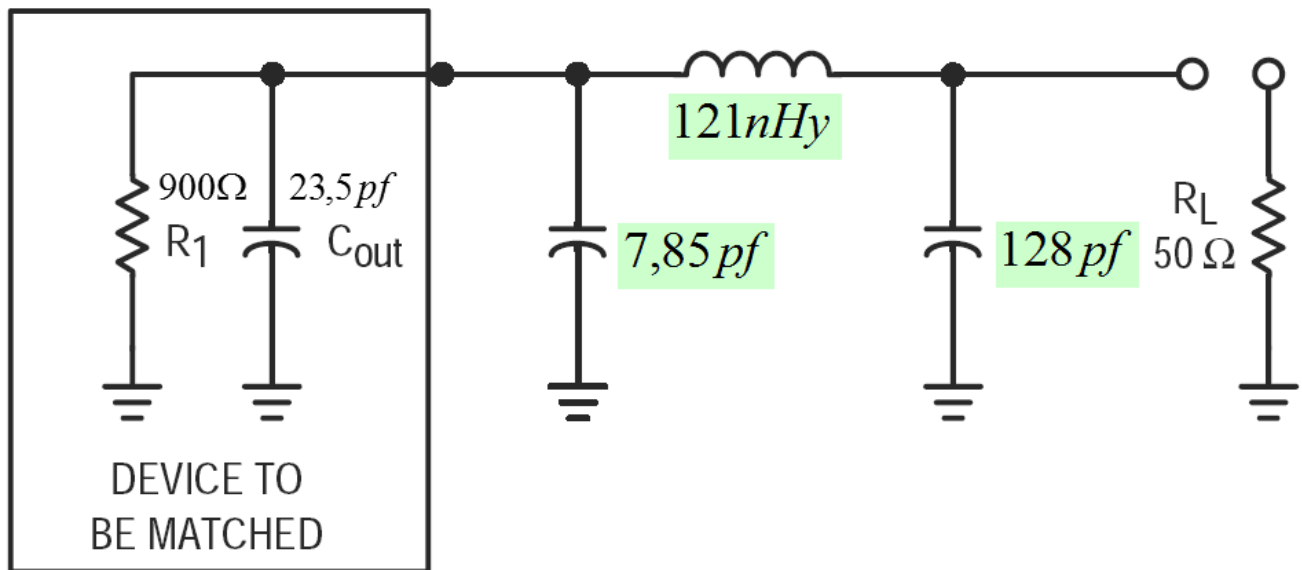 121nHy
900Ω
R1
23,5pf
Cout
7,85pf
128pf
RL
50 Ω
DEVICE TO
BE MATCHED